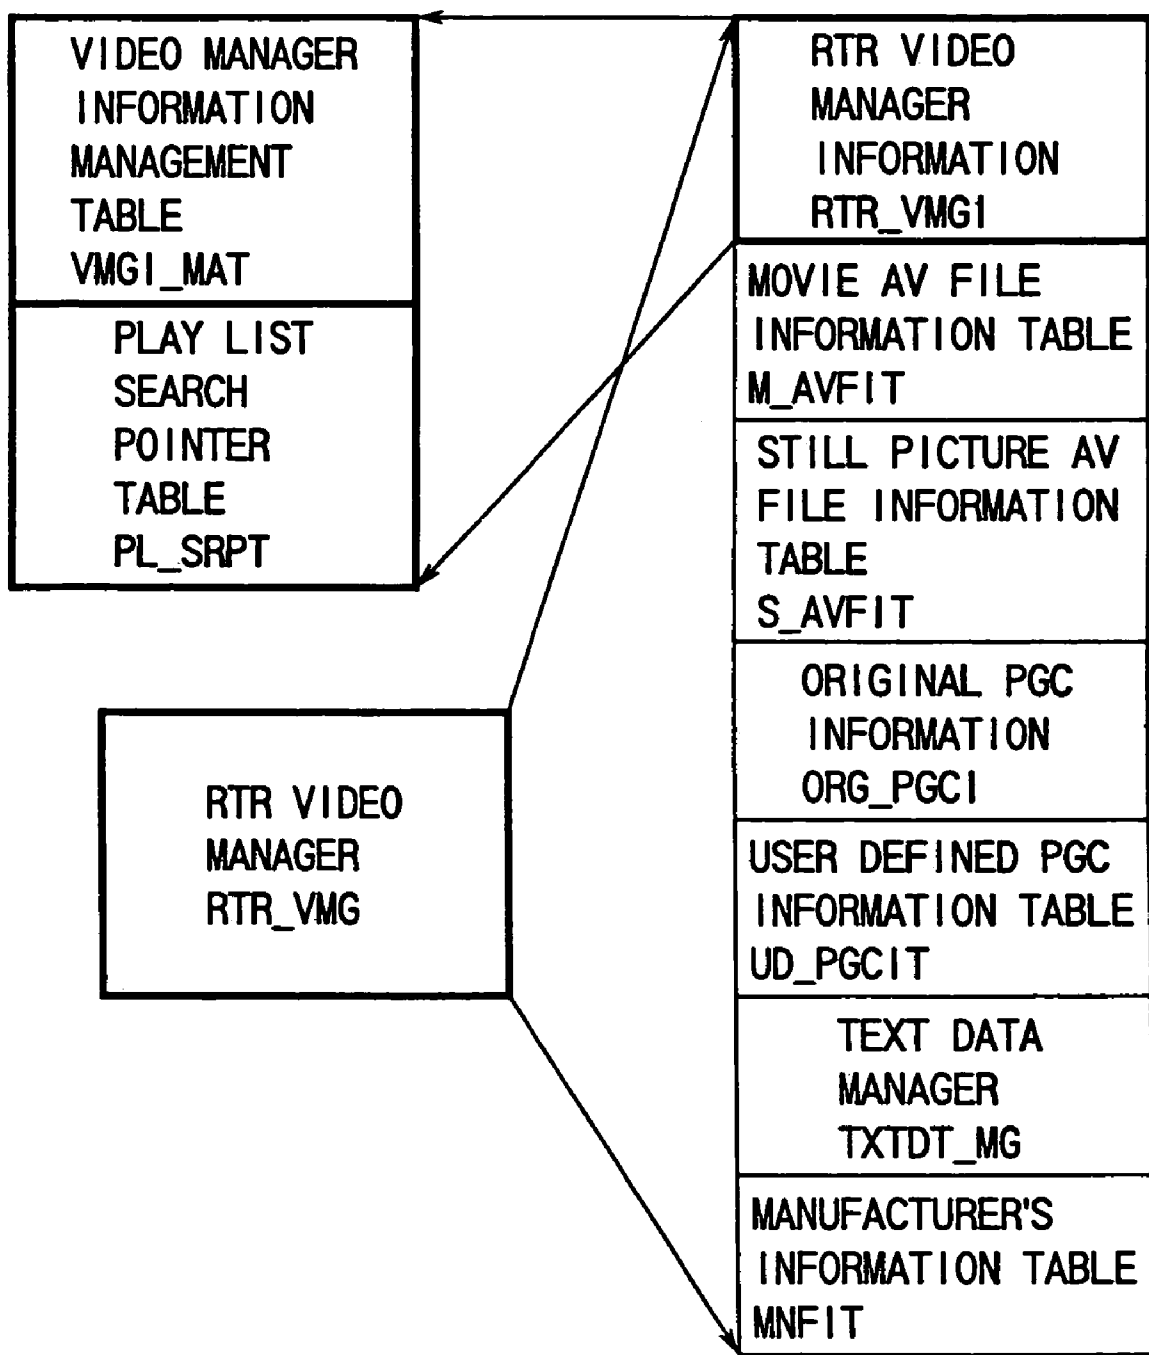 VIDEO MANAGER
INFORMATION
MANAGEMENT
TABLE
VMGI_MAT
PLAY LIST
SEARCH
POINTER
TABLE
PL_SRPT
RTR VIDEO
MANAGER
RTR_VMG
RTR VIDEO
MANAGER
INFORMATION
RTR_VMGI
MOVIE AV FILE
INFORMATION TABLE
M_AVFIT
STILL PICTURE AV
FILE INFORMATION
TABLE
S_AVFIT
ORIGINAL PGC
INFORMATION
ORG_PGCI
USER DEFINED PGC
INFORMATION TABLE
UD_PGCIT
TEXT DATA
MANAGER
TXTDT_MG
MANUFACTURER'S
INFORMATION TABLE
MNFIT